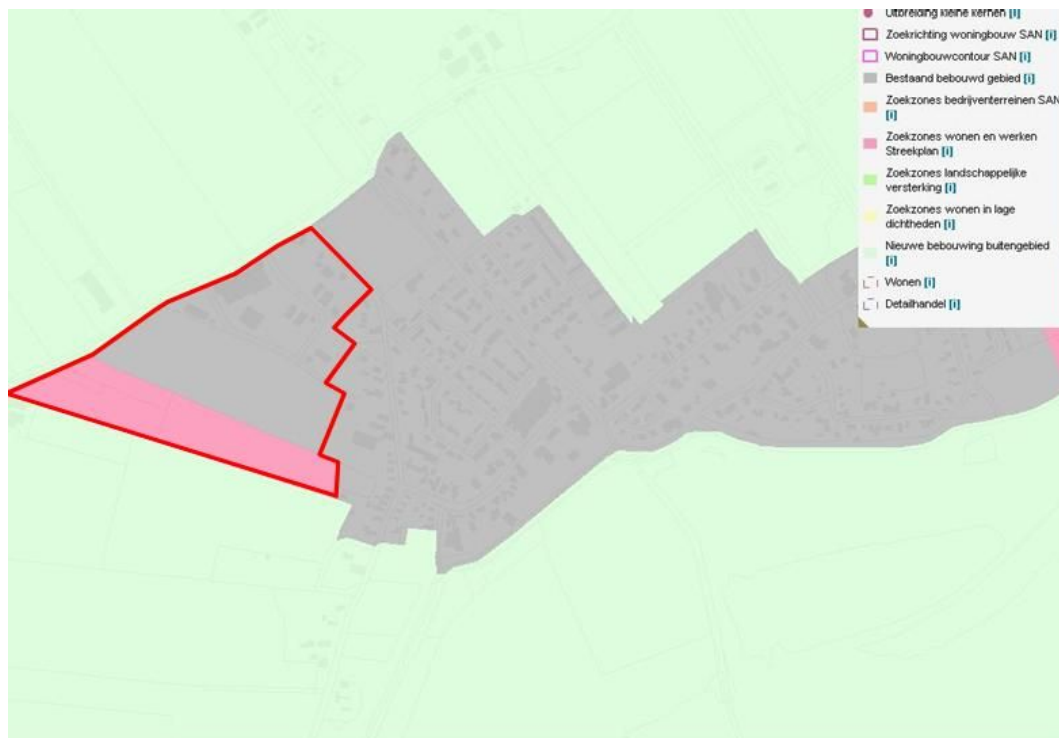 Uitbreiding kleine kernen [i]
Zoekrichting woningbouw SAN [i]
Woningbouwcontour SAN [i]
Bestaand bebouwd gebied [i]
Zoekzones bedrijventerreinen SAN
[i]
Zoekzones wonen en werken
Streekplan [i]
Zoekzones landschappelijke
versterking [i]
Zoekzones wonen in lage
dichtheden [i]
Nieuwe bebouwing buitengebied
[i]
Wonen [i]
Detailhandel [i]